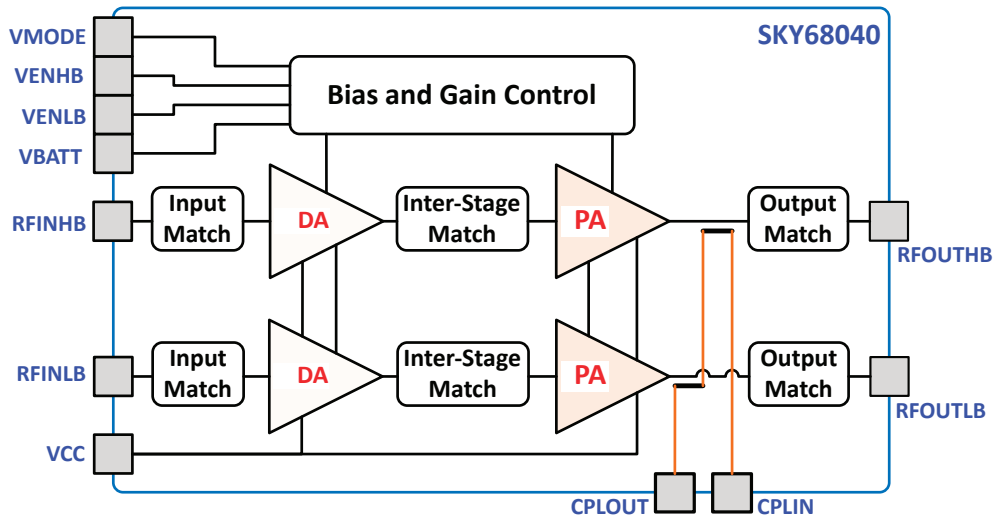 VMODE
SKY68040
VENHB
Bias and Gain Control
VENLB
VBATT
RFINHB
Input
Match
DA
Inter-Stage
Match
PA
Output
Match
RFOUTHB
RFINLB
Input
Match
DA
Inter-Stage
Match
PA
Output
Match
RFOUTLB
VCC
CPLOUT
CPLIN